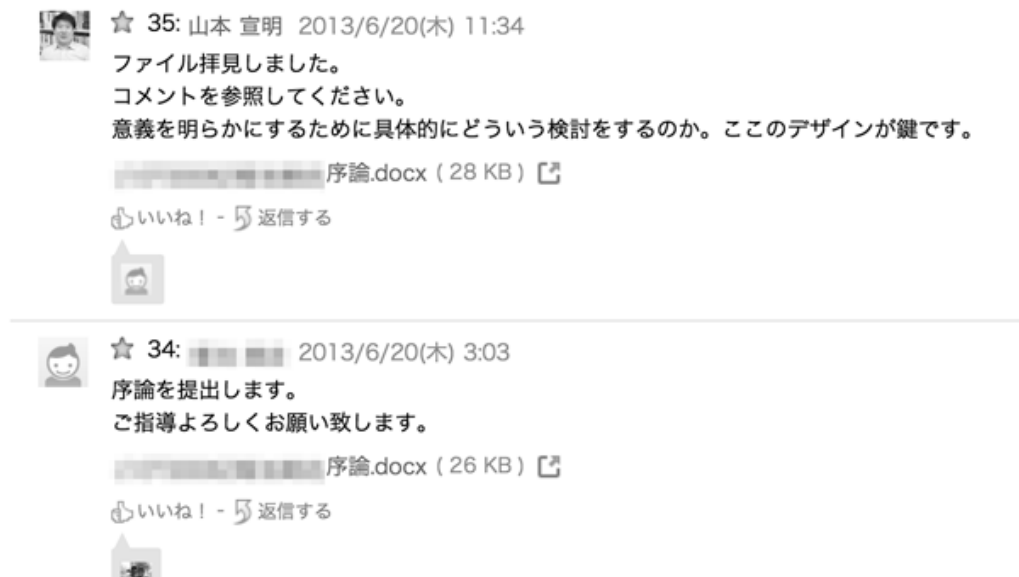 35: 山本 宣明 2013/6/20(木) 11:34
ファイル拝見しました。
コメントを参照してください。
意義を明らかにするために具体的にどういう検討をするのか。ここのデザインが鍵です。
序論.docx ( 28 KB )
いいね！ - 返信する
34: 2013/6/20(木) 3:03
序論を提出します。
ご指導よろしくお願い致します。
序論.docx ( 26 KB )
いいね！ - 返信する